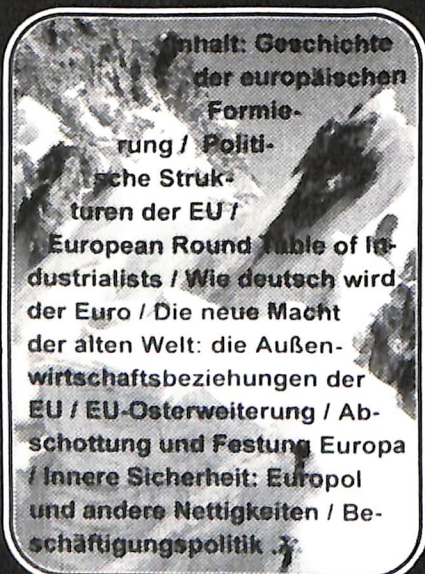 Inhalt: Geschichte
der europäischen
Formie-
rung / Politi-
sche Struk-
turen der EU /
European Round Table of In-
dustrialists / Wie deutsch wird
der Euro / Die neue Macht
der alten Welt: die Außen-
wirtschaftsbeziehungen der
EU / EU-Osterweiterung / Ab-
schottung und Festung Europa
/ Innere Sicherheit: Europol
und andere Nettigkeiten / Be-
schäftigungspolitik